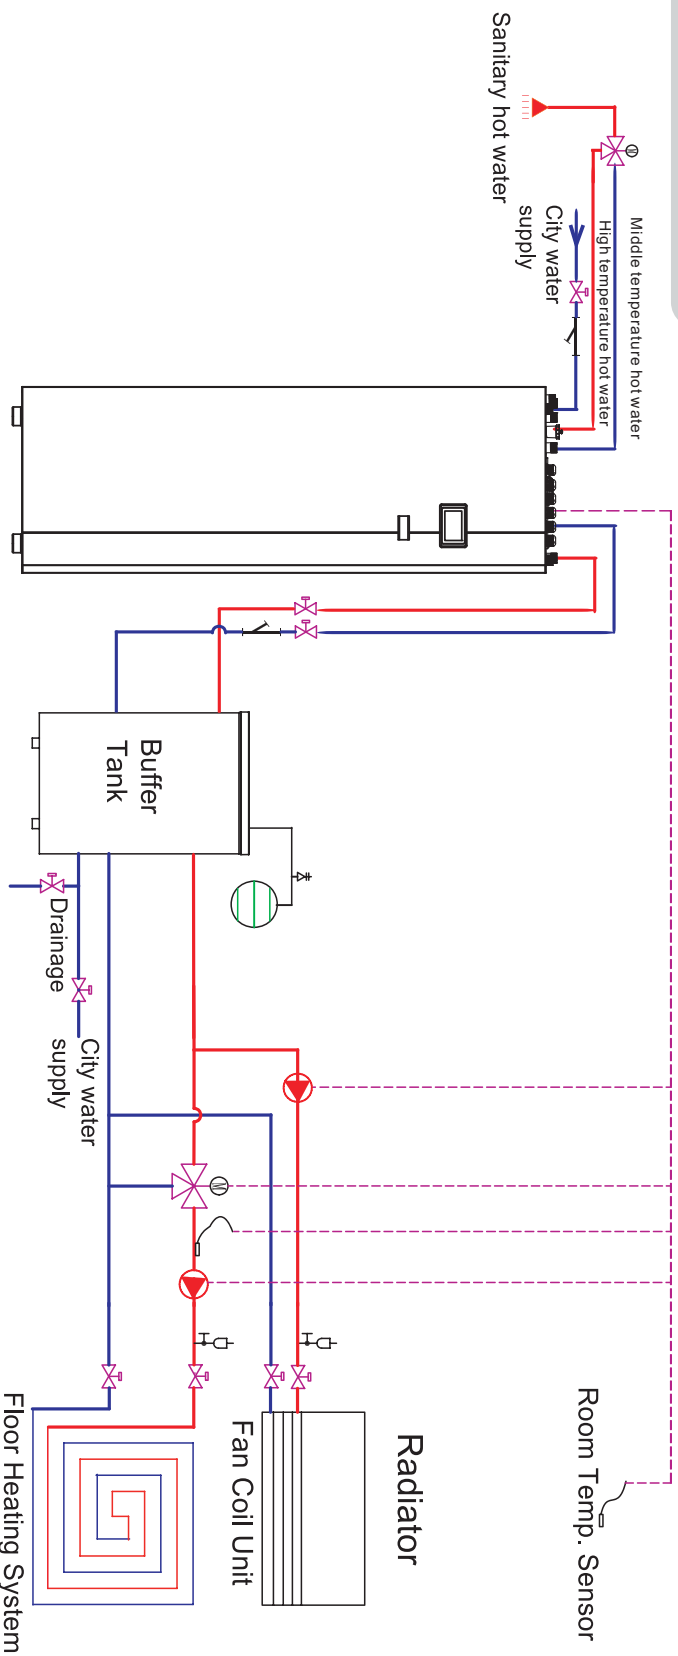 Sanitary hot water
City water
supply
Middle temperature hot water
High temperature hot water
Buffer
Tank
Drainage
City water
supply
Room Temp. Sensor
Radiator
Fan Coil Unit
Floor Heating System
M
M